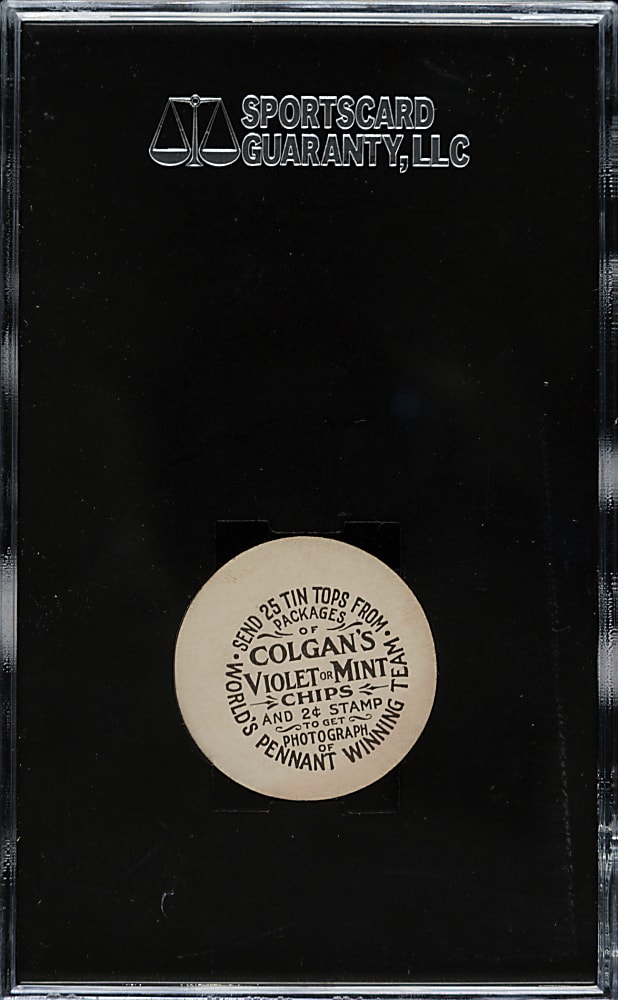 SPORTSCARD
GUARANTY, LLC
• SEND 25 TIN TOPS FROM •
PACKAGES
OF
COLGAN'S
VIOLET OR MINT
CHIPS
AND 2¢ STAMP
TO GET
PHOTOGRAPH
OF
WORLD'S PENNANT WINNING TEAM